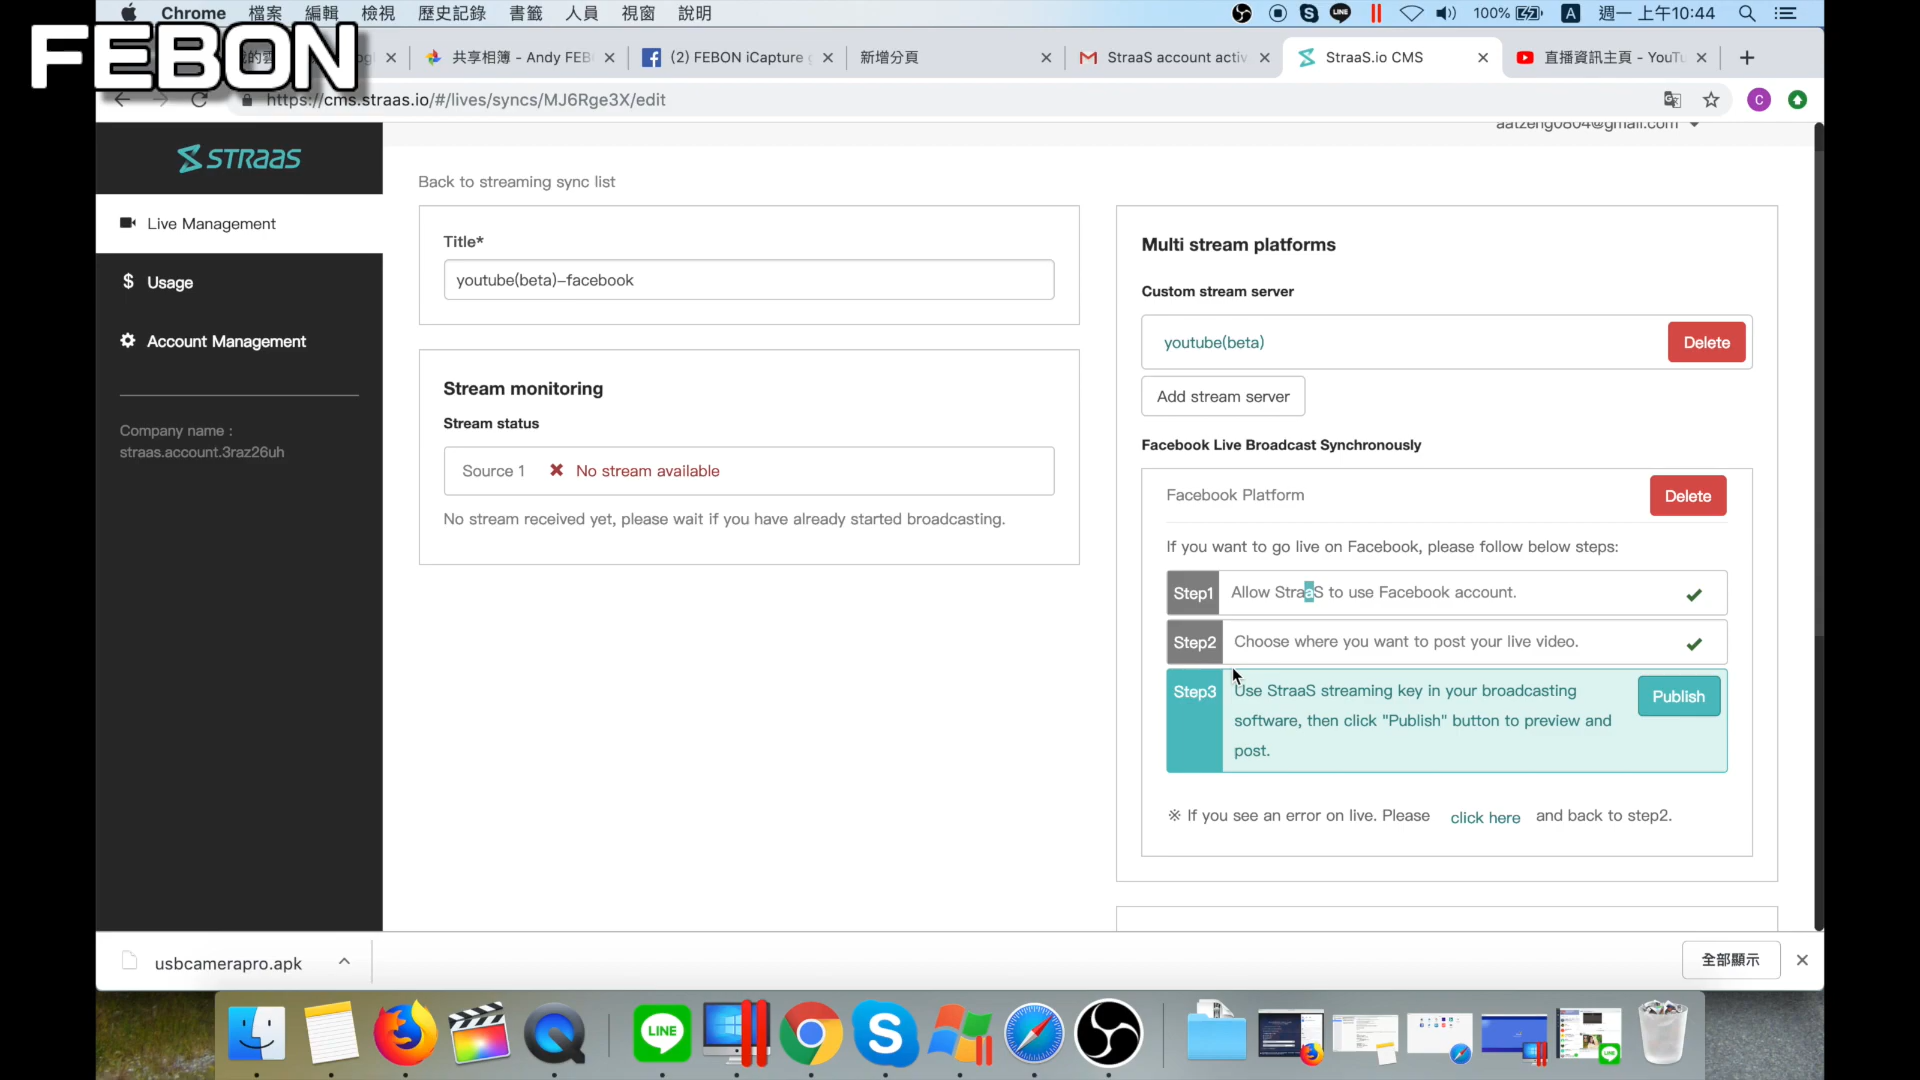 FEBON
Chrome 檔案 編輯 檢視 歷史記錄 書籤 人員 視窗 說明
LINE 100% A 週一 上午10:44
共享相簿 - Andy FEB
(2) FEBON iCapture
新增分頁
StraaS account activ
StraaS.io CMS
直播資訊主頁 - YouTu
https://cms.straas.io/#/lives/syncs/MJ6Rge3X/edit
C
aatzeng0804@gmail.com
STRaaS
Live Management
$ Usage
Account Management
Company name :
straas.account.3raz26uh
Back to streaming sync list
Title*
youtube(beta)-facebook
Stream monitoring
Stream status
Source 1 ✖ No stream available
No stream received yet, please wait if you have already started broadcasting.
Multi stream platforms
Custom stream server
youtube(beta)
Delete
Add stream server
Facebook Live Broadcast Synchronously
Facebook Platform
Delete
If you want to go live on Facebook, please follow below steps:
Step1 Allow StraaS to use Facebook account.
Step2 Choose where you want to post your live video.
Step3 Use StraaS streaming key in your broadcasting
software, then click "Publish" button to preview and
post.
Publish
※ If you see an error on live. Please click here and back to step2.
usbcamerapro.apk
全部顯示
LINE